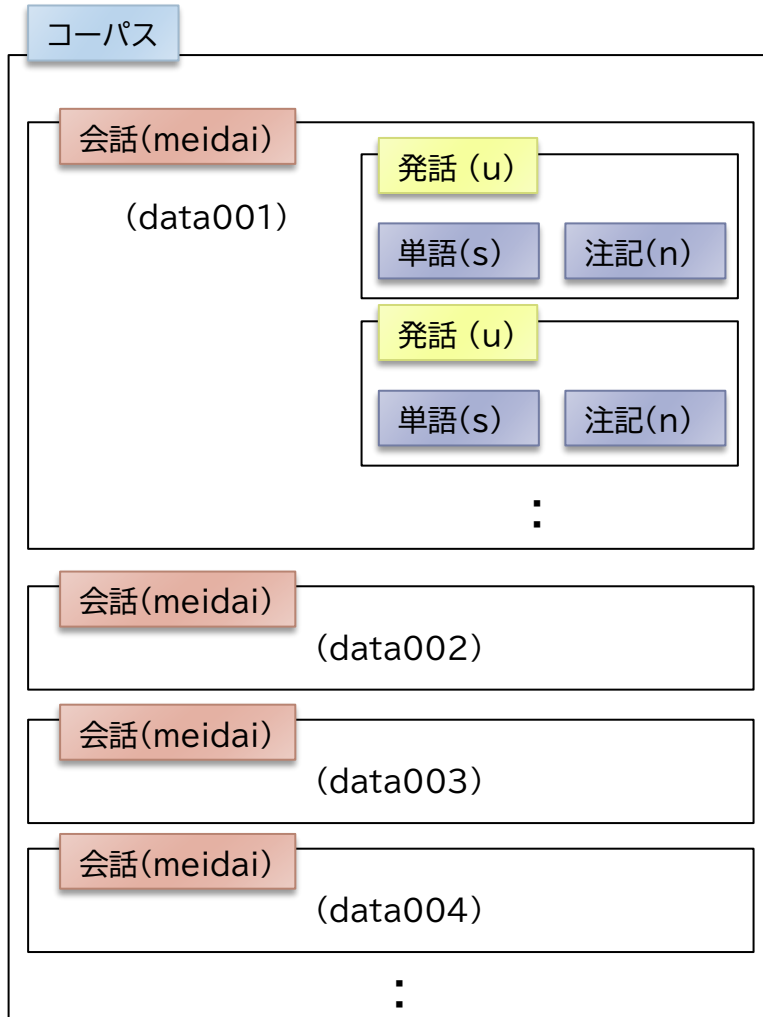 コーパス
会話(meidai)
(data001)
発話 (u)
単語(s)
注記(n)
発話 (u)
単語(s)
注記(n)
：
会話(meidai)
(data002)
会話(meidai)
(data003)
会話(meidai)
(data004)
：